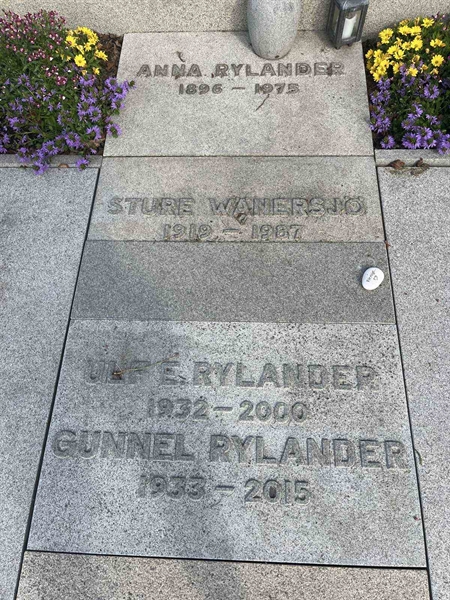 ANNA RYLANDER
1896 – 1975
STURE WANERSJÖ
1919 – 1987
ULF E. RYLANDER
1932 – 2000
GUNNEL RYLANDER
1933 – 2015